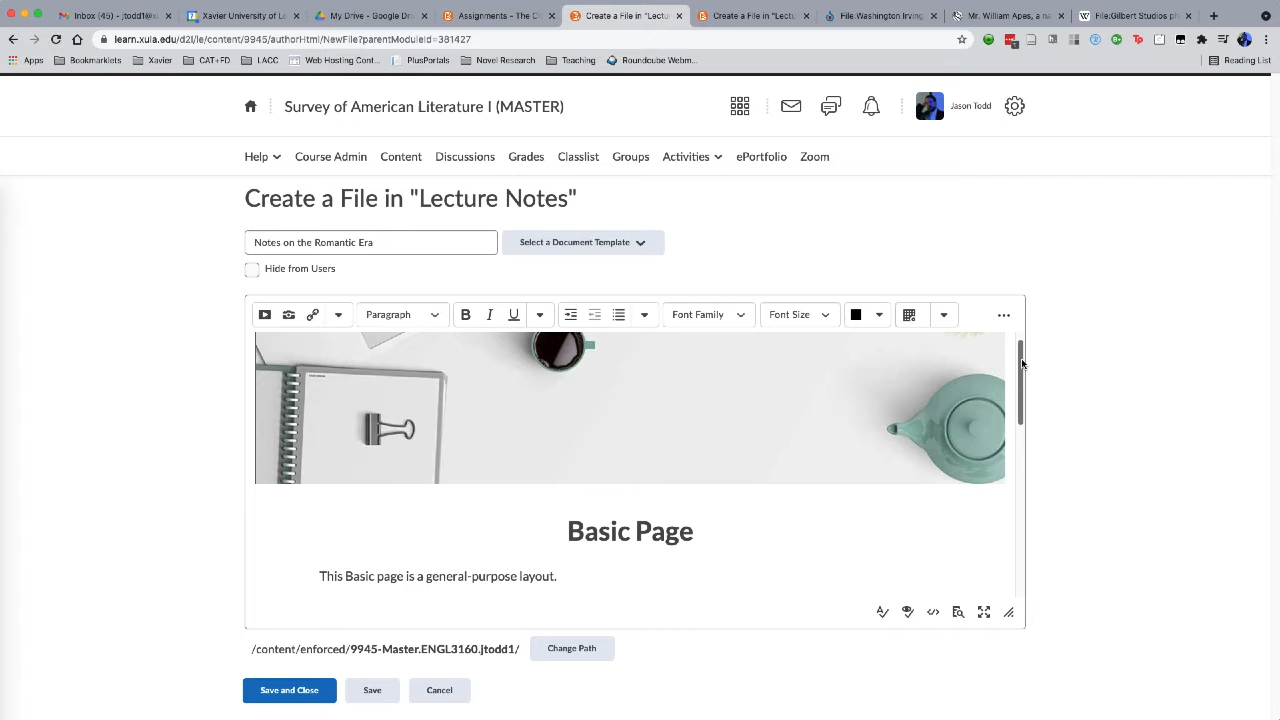 Inbox (45) - jtodd1@x
Xavier University of L
My Drive - Google Dri
Assignments - The C
Create a File in "Lectur
Create a File in "Lectu
File:Washington Irving
Mr. William Apes, a na
File:Gilbert Studios ph
learn.xula.edu/d2l/le/content/9945/authorHtml/NewFile?parentModuleId=381427
Apps
Bookmarklets
Xavier
CAT+FD
LACC
Web Hosting Cont...
PlusPortals
Novel Research
Teaching
Roundcube Webm...
Reading List
Survey of American Literature I (MASTER)
Jason Todd
Help
Course Admin
Content
Discussions
Grades
Classlist
Groups
Activities
ePortfolio
Zoom
Create a File in "Lecture Notes"
Notes on the Romantic Era
Select a Document Template
Hide from Users
Paragraph
B I U
Font Family
Font Size
Basic Page
This Basic page is a general-purpose layout.
/content/enforced/9945-Master.ENGL3160.jtodd1/
Change Path
Save and Close
Save
Cancel